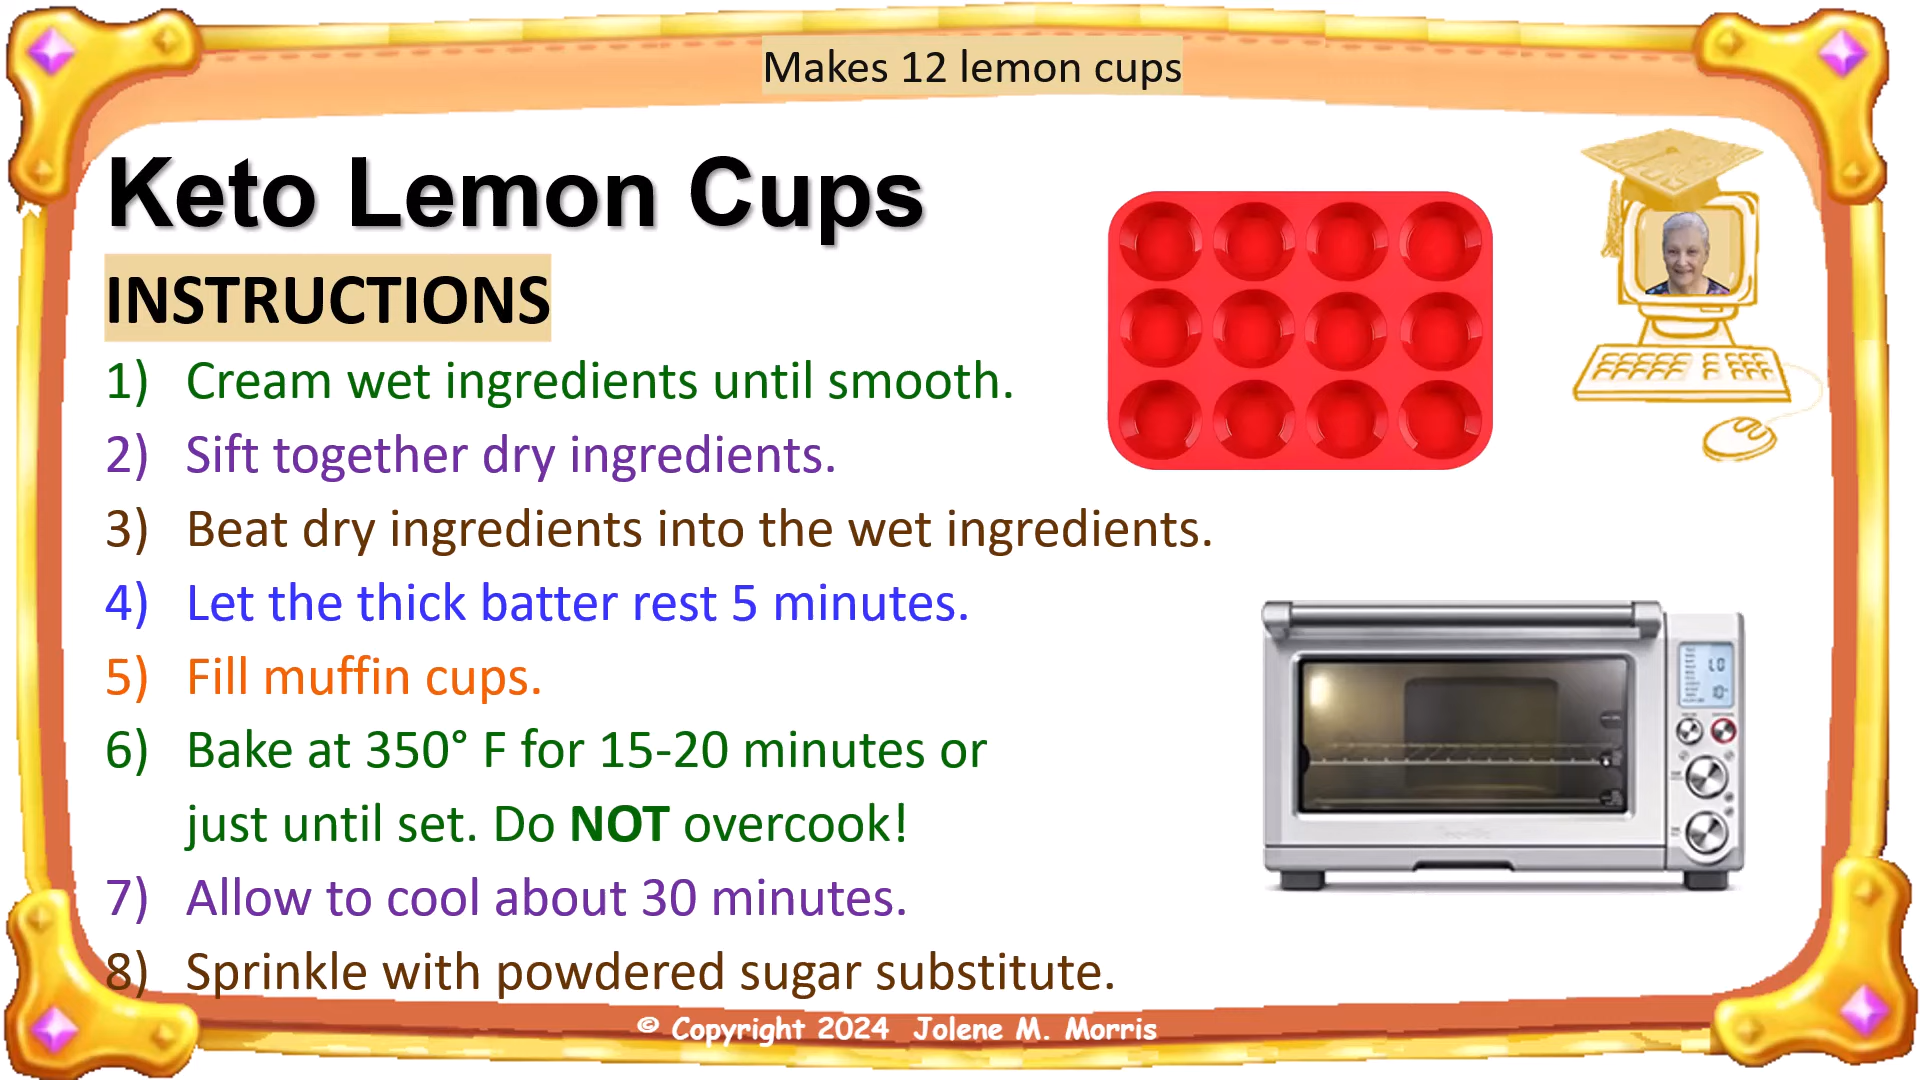 Makes 12 lemon cups
Keto Lemon Cups
INSTRUCTIONS
1) Cream wet ingredients until smooth.
2) Sift together dry ingredients.
3) Beat dry ingredients into the wet ingredients.
4) Let the thick batter rest 5 minutes.
5) Fill muffin cups.
6) Bake at 350° F for 15-20 minutes or
just until set. Do NOT overcook!
7) Allow to cool about 30 minutes.
8) Sprinkle with powdered sugar substitute.
© Copyright 2024 Jolene M. Morris